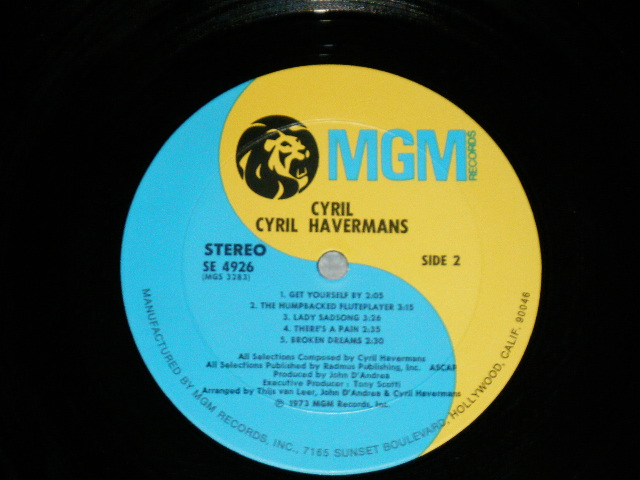 MGM RECORDS
CYRIL
CYRIL HAVERMANS
STEREO
SE 4926
(MGS 3283)
SIDE 2
1. GET YOURSELF BY 2:05
2. THE HUMPBACKED FLUTEPLAYER 3:15
3. LADY SADSONG 3:26
4. THERE'S A PAIN 2:35
5. BROKEN DREAMS 2:30
All Selections Composed by Cyril Havermans
All Selections Published by Radmus Publishing, Inc. ASCAP
Produced by John D'Andrea
Executive Producer : Tony Scotti
Arranged by Thijs van Leer, John D'Andrea & Cyril Havermans
℗ 1973 MGM Records, Inc.
MANUFACTURED BY MGM RECORDS, INC., 7165 SUNSET BOULEVARD, HOLLYWOOD, CALIF. 90046